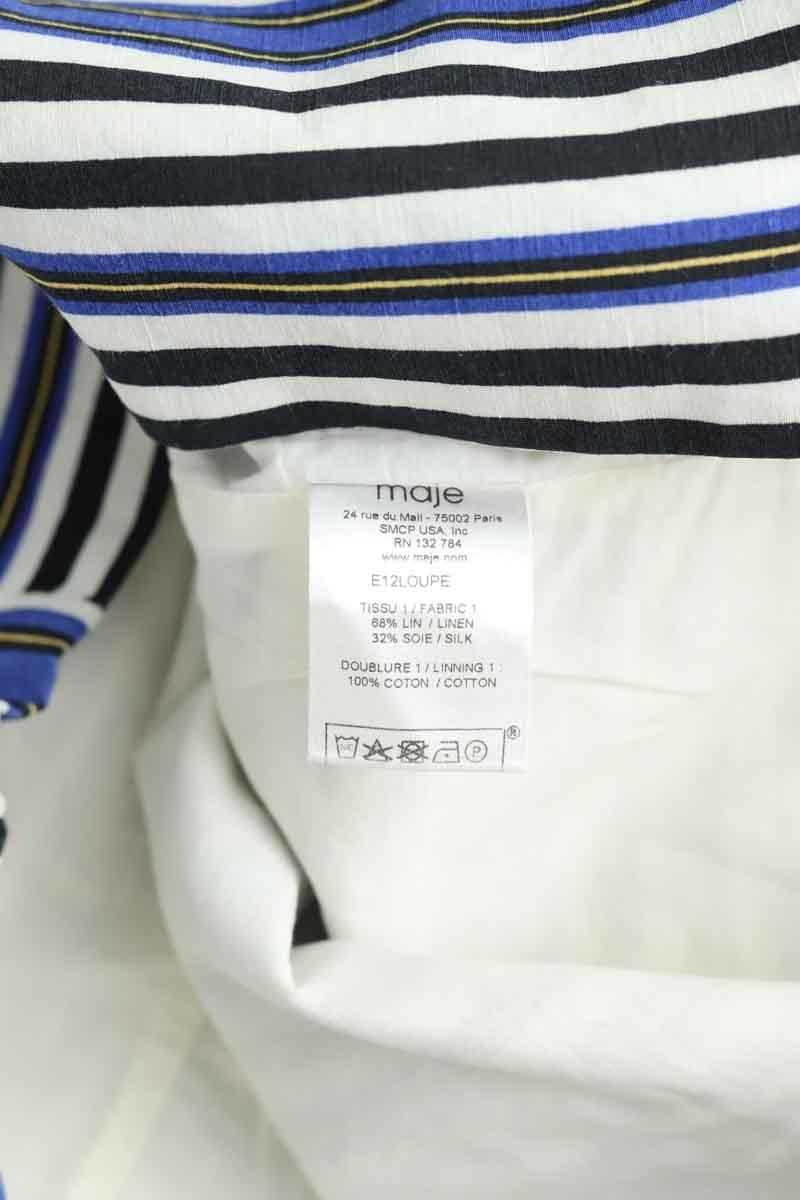 maje
24 rue du Mail - 75002 Paris
SMCP USA, Inc
RN 132 784
www.maje.com
E12LOUPE
TISSU 1 / FABRIC 1
68% LIN / LINEN
32% SOIE / SILK
DOUBLURE 1 / LINNING 1 :
100% COTON / COTTON
®
P